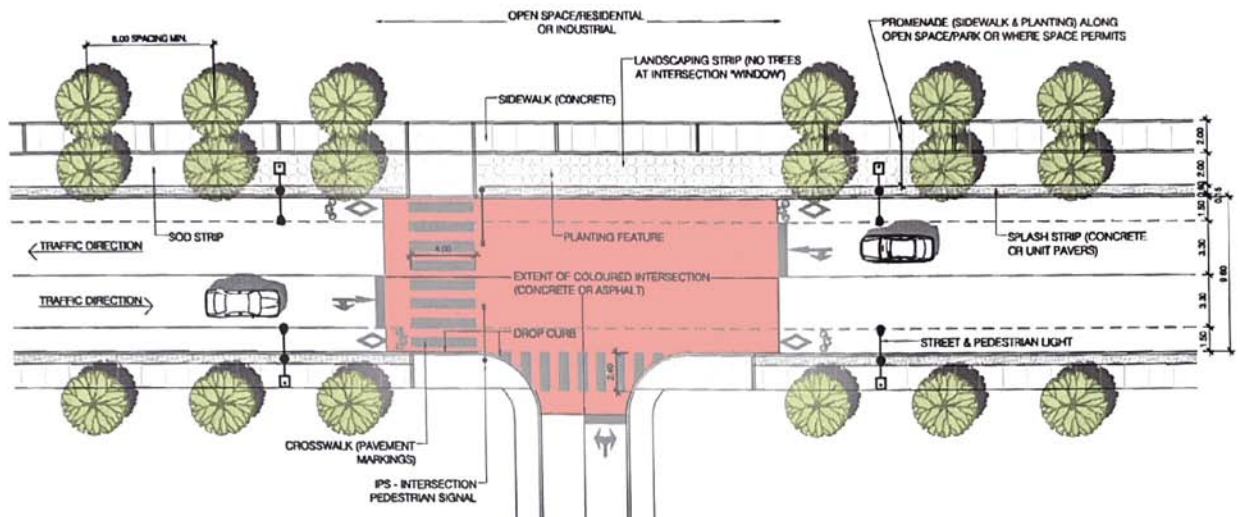 OPEN SPACE/RESIDENTIAL
OR INDUSTRIAL
PROMENADE (SIDEWALK & PLANTING) ALONG
OPEN SPACE/PARK OR WHERE SPACE PERMITS
LANDSCAPING STRIP (NO TREES
AT INTERSECTION "WINDOW")
SIDEWALK (CONCRETE)
2.00
2.00
1.50
3.30
3.30
1.50
9.60
SOD STRIP
PLANTING FEATURE
SPLASH STRIP (CONCRETE
OR UNIT PAVERS)
TRAFFIC DIRECTION
4.00
EXTENT OF COLOURED INTERSECTION
(CONCRETE OR ASPHALT)
TRAFFIC DIRECTION
DROP CURB
STREET & PEDESTRIAN LIGHT
2.40
CROSSWALK (PAVEMENT
MARKINGS)
IPS - INTERSECTION
PEDESTRIAN SIGNAL
SPACING MIN.